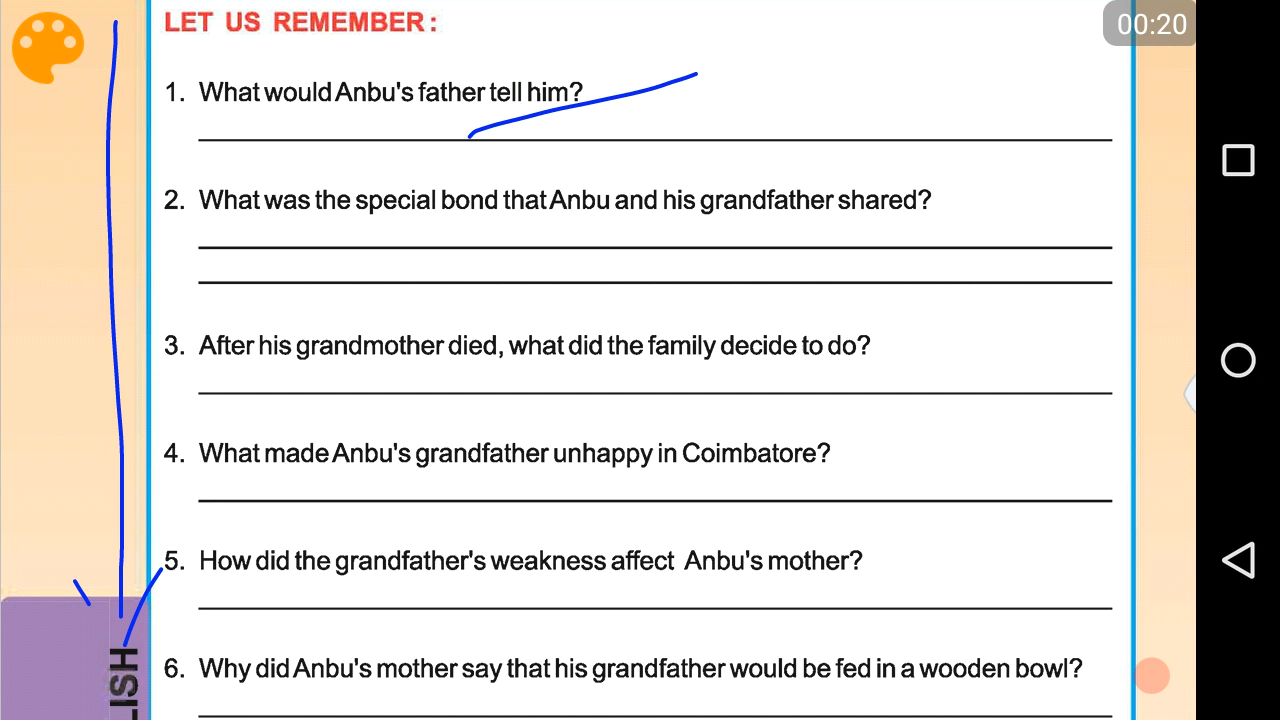 LET US REMEMBER:
00:20
1. What would Anbu's father tell him?
2. What was the special bond that Anbu and his grandfather shared?
3. After his grandmother died, what did the family decide to do?
4. What made Anbu's grandfather unhappy in Coimbatore?
5. How did the grandfather's weakness affect Anbu's mother?
6. Why did Anbu's mother say that his grandfather would be fed in a wooden bowl?